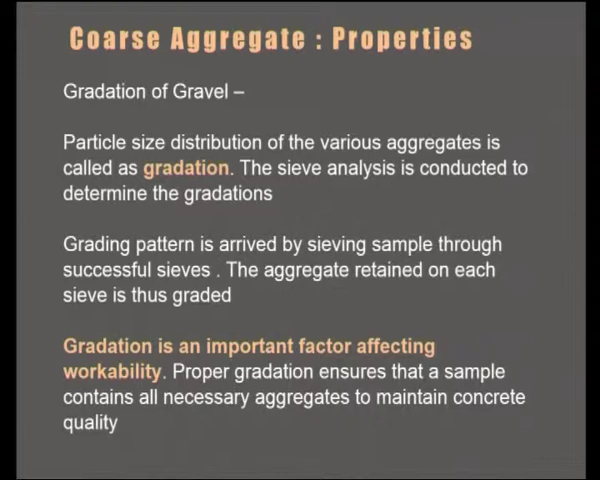 Coarse Aggregate : Properties
Gradation of Gravel –
Particle size distribution of the various aggregates is
called as gradation. The sieve analysis is conducted to
determine the gradations
Grading pattern is arrived by sieving sample through
successful sieves . The aggregate retained on each
sieve is thus graded
Gradation is an important factor affecting
workability. Proper gradation ensures that a sample
contains all necessary aggregates to maintain concrete
quality